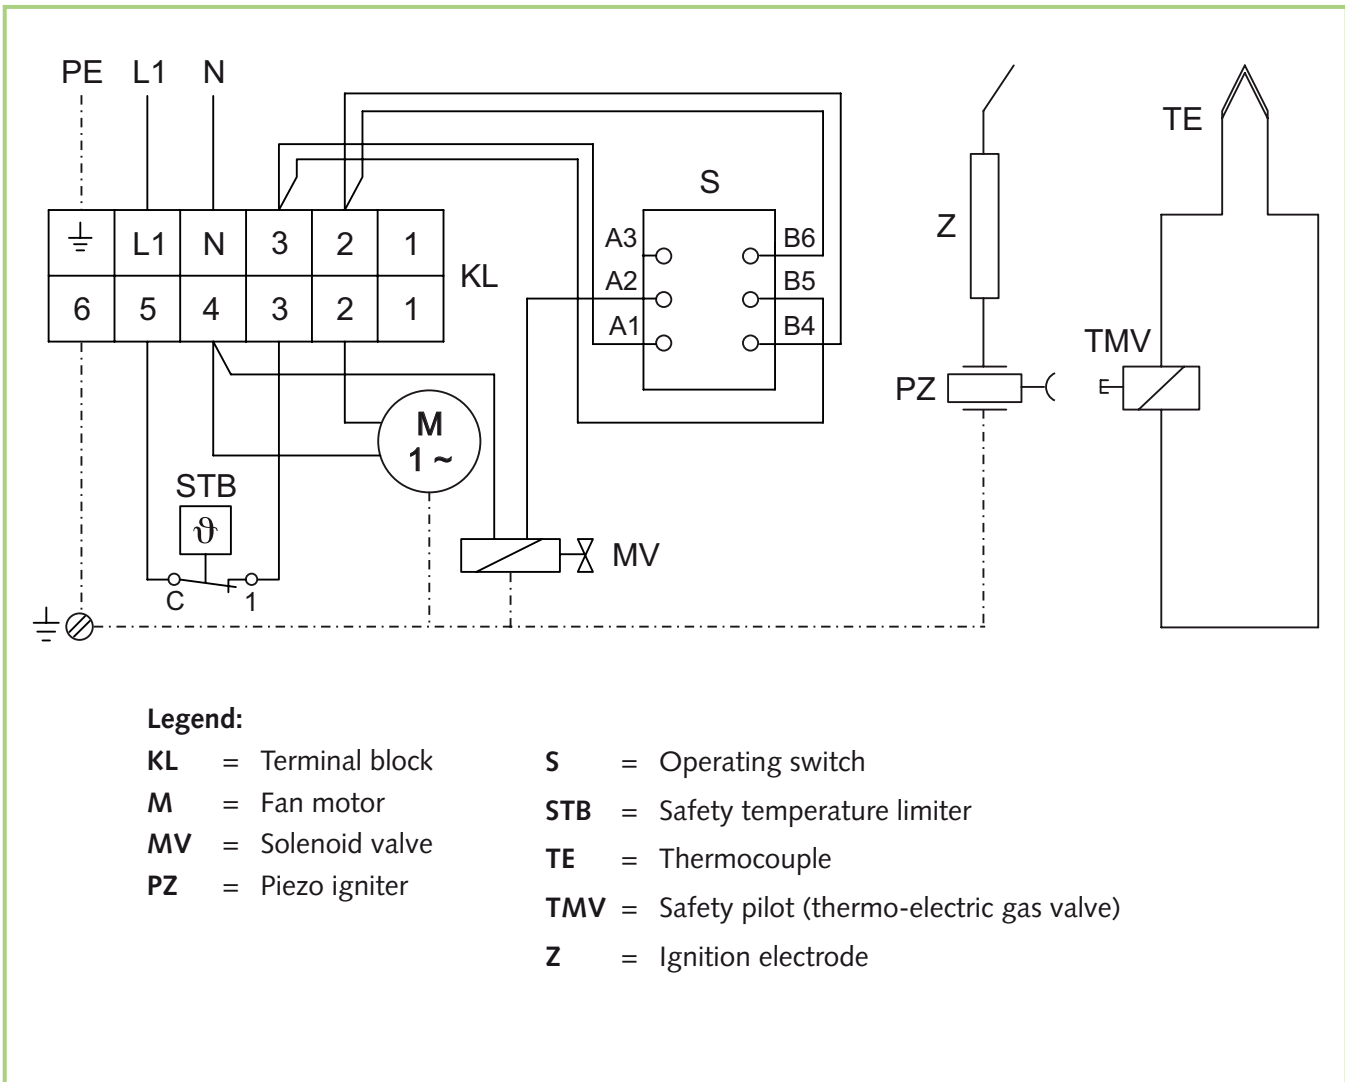 PE L1 N
TE
S
L1 N 3 2 1
KL
6 5 4 3 2 1
A3 B6
A2 B5
A1 B4
Z
TMV
PZ
M
1 ~
STB
ϑ
C 1
MV
Legend:
KL = Terminal block
M = Fan motor
MV = Solenoid valve
PZ = Piezo igniter
S = Operating switch
STB = Safety temperature limiter
TE = Thermocouple
TMV = Safety pilot (thermo-electric gas valve)
Z = Ignition electrode